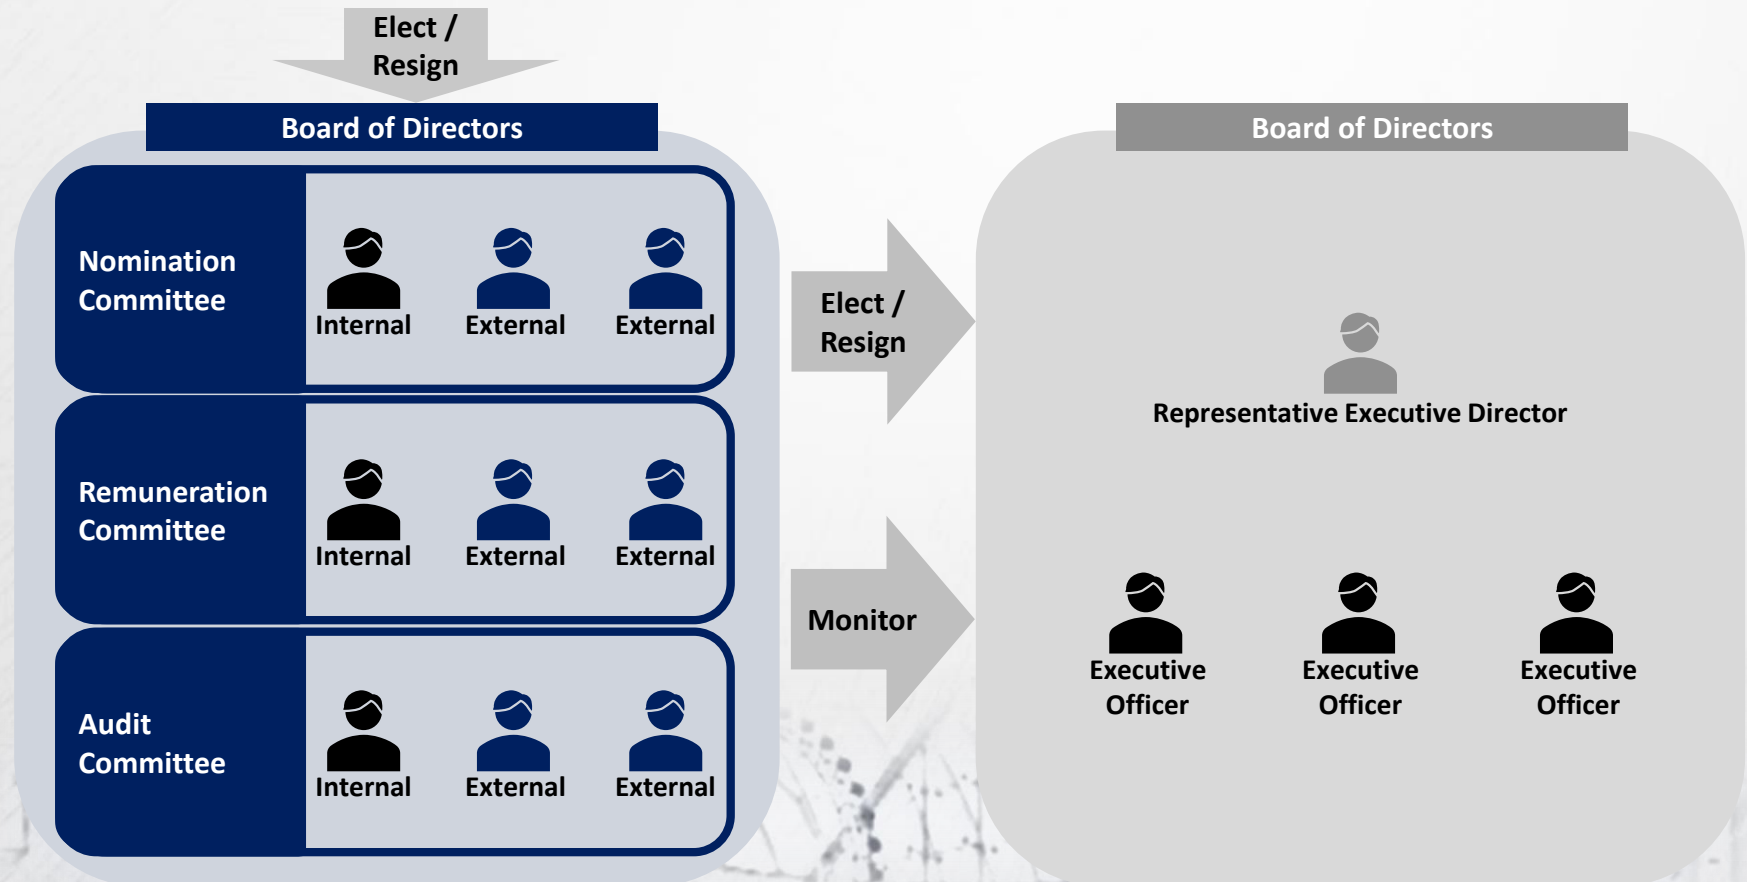 Elect /
Resign
Board of Directors
Nomination
Committee
Internal
External
External
Remuneration
Committee
Internal
External
External
Audit
Committee
Internal
External
External
Elect /
Resign
Monitor
Board of Directors
Representative Executive Director
Executive
Officer
Executive
Officer
Executive
Officer